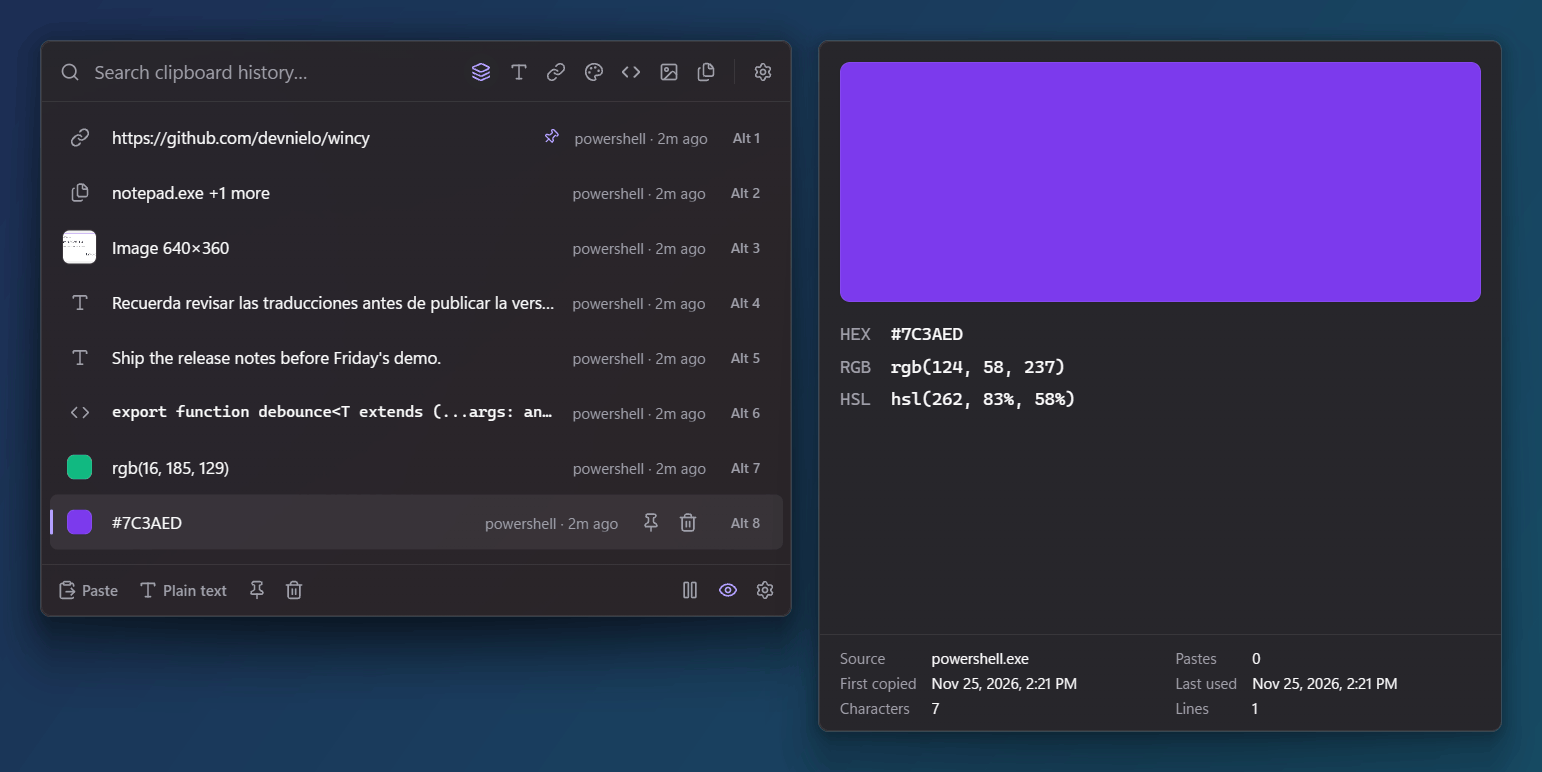 Search clipboard history...
https://github.com/devnielo/wincy powershell · 2m ago Alt 1
notepad.exe +1 more powershell · 2m ago Alt 2
Image 640×360 powershell · 2m ago Alt 3
Recuerda revisar las traducciones antes de publicar la vers... powershell · 2m ago Alt 4
Ship the release notes before Friday's demo. powershell · 2m ago Alt 5
export function debounce<T extends (...args: an... powershell · 2m ago Alt 6
rgb(16, 185, 129) powershell · 2m ago Alt 7
#7C3AED powershell · 2m ago Alt 8
Paste Plain text
HEX #7C3AED
RGB rgb(124, 58, 237)
HSL hsl(262, 83%, 58%)
Source powershell.exe Pastes 0
First copied Nov 25, 2026, 2:21 PM Last used Nov 25, 2026, 2:21 PM
Characters 7 Lines 1